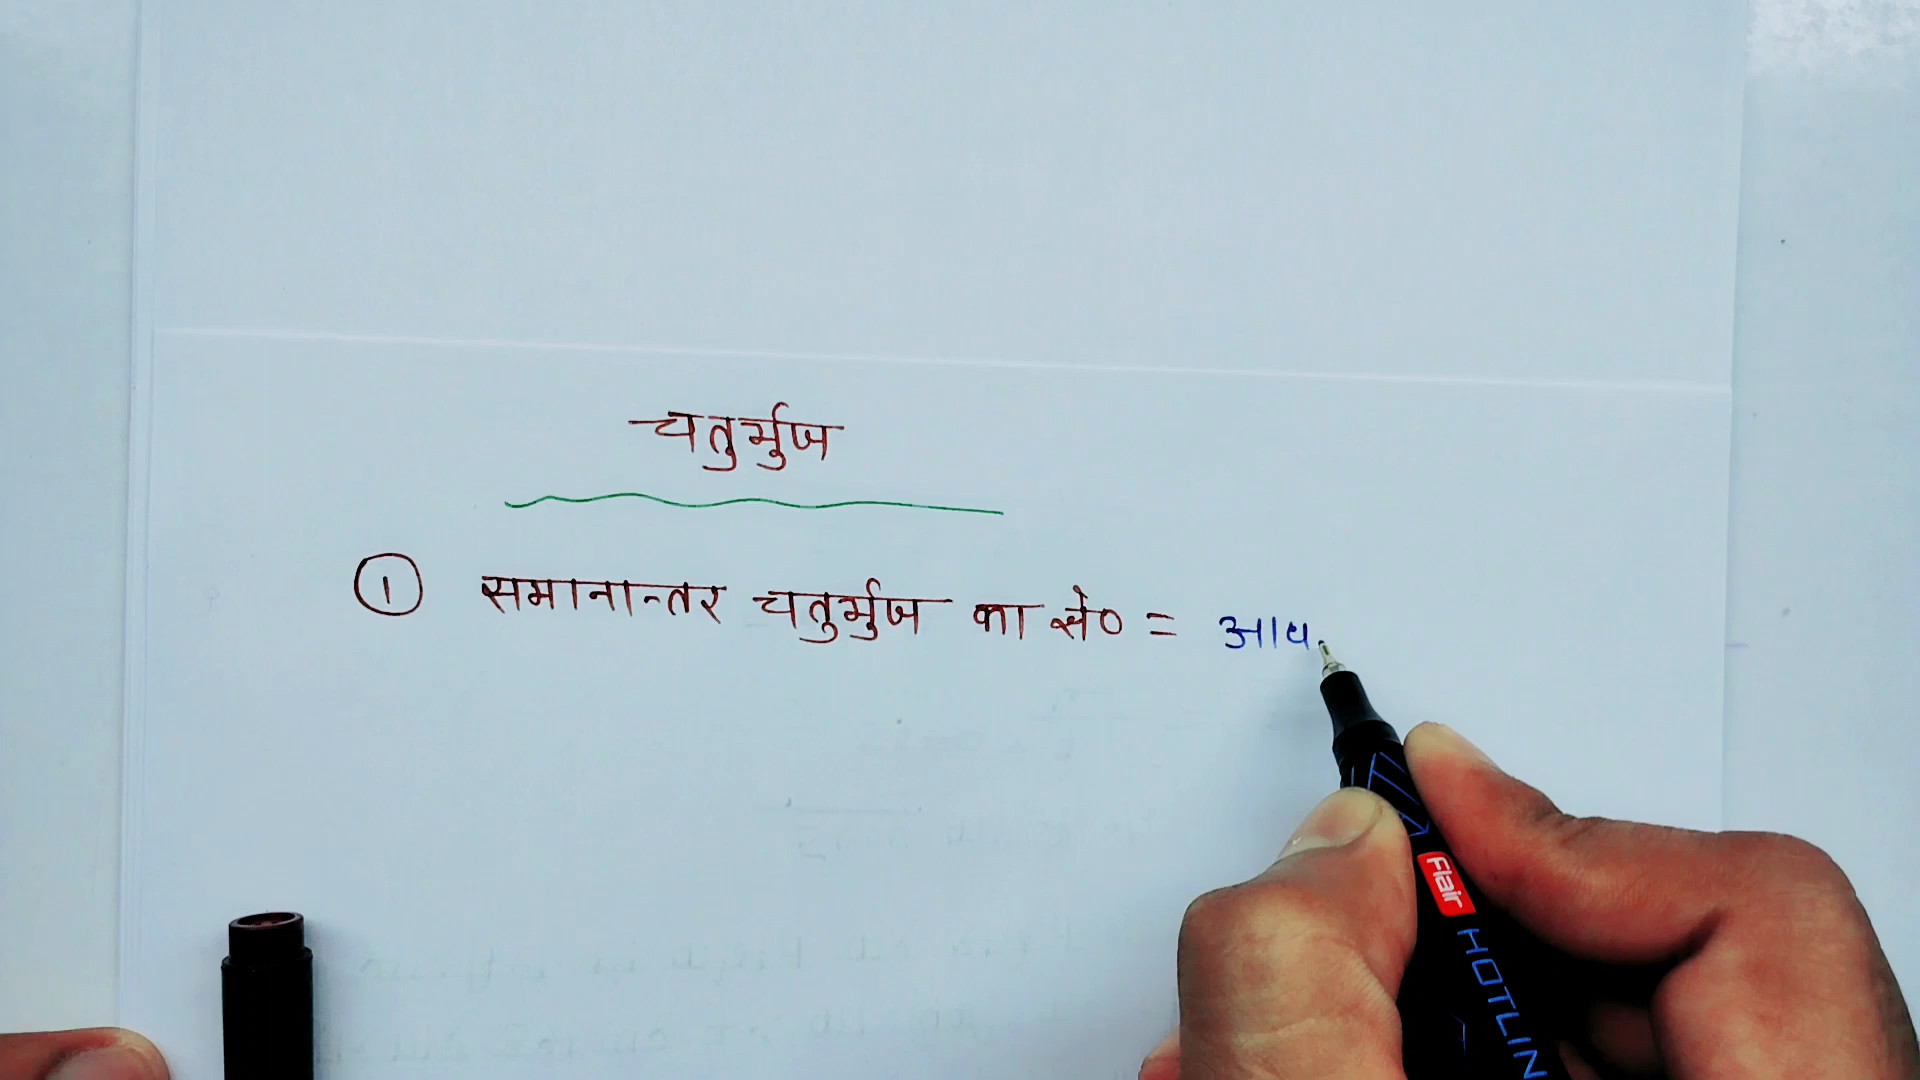 चतुर्भुज
① समानान्तर चतुर्भुज का क्षे० = आध
Flair
HOTLIN